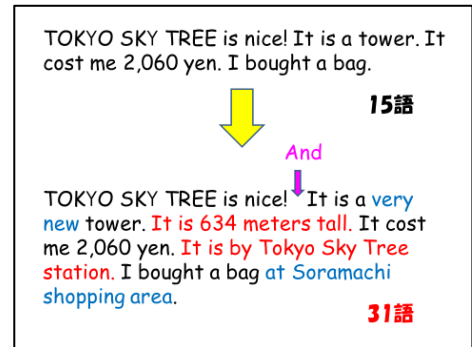 TOKYO SKY TREE is nice! It is a tower. It
cost me 2,060 yen. I bought a bag.
15語
And
TOKYO SKY TREE is nice! It is a very
new tower. It is 634 meters tall. It cost
me 2,060 yen. It is by Tokyo Sky Tree
station. I bought a bag at Soramachi
shopping area.
31語